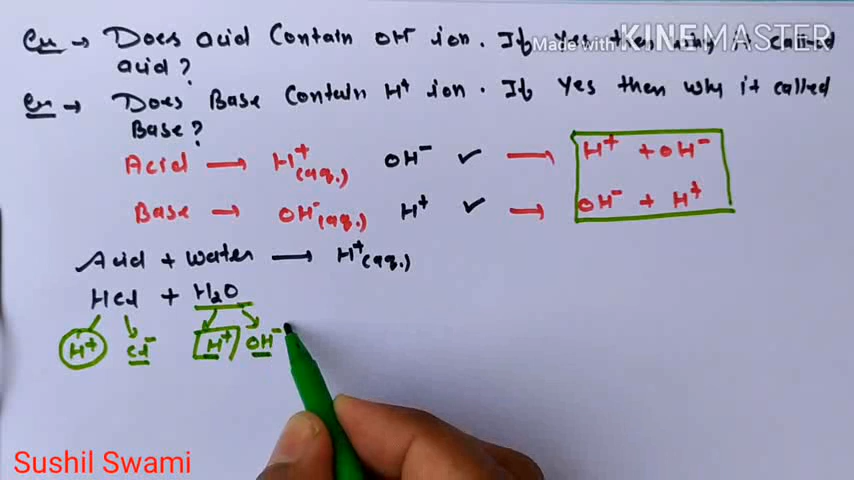 Qu → Does acid Contain OH⁻ ion. If Yes then why it called
acid?
Made with KINEMASTER
Qu → Does Base Contain H⁺ ion. If Yes then why it called
Base?
Acid → H⁺(aq.) OH⁻ ✓ → H⁺ + OH⁻
Base → OH⁻(aq.) H⁺ ✓ → OH⁻ + H⁺
Acid + Water → H⁺(aq.)
HCl + H₂O
H⁺ Cl⁻ H⁺ OH⁻
Sushil Swami